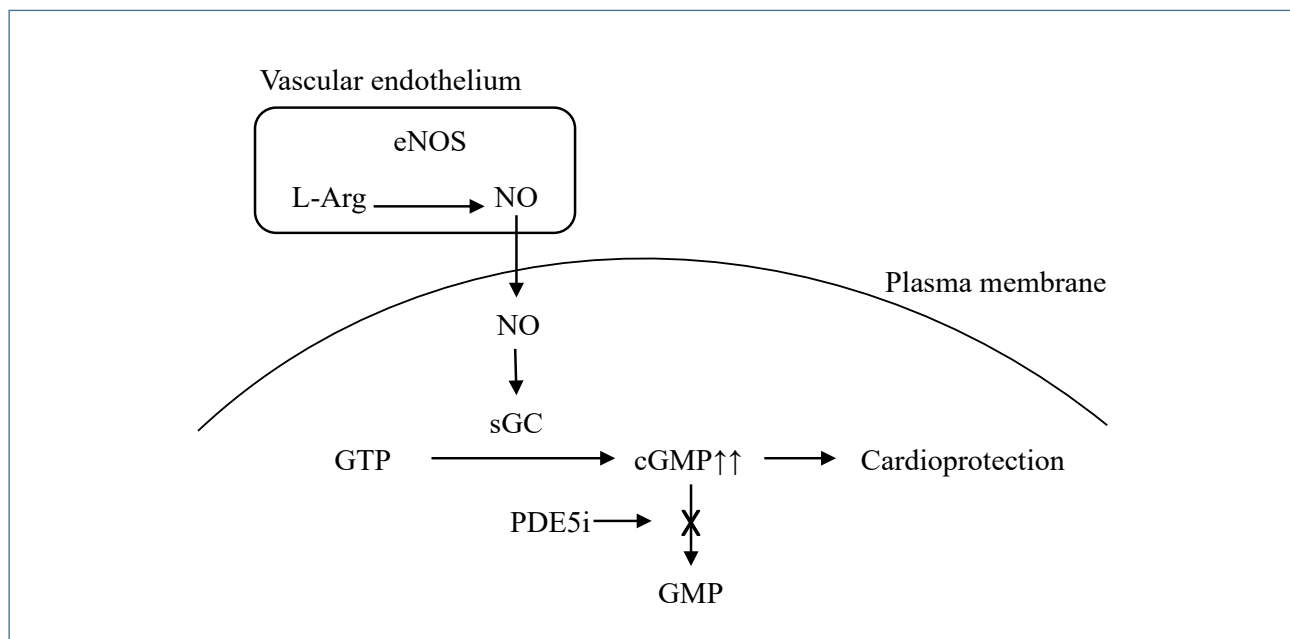 Vascular endothelium
eNOS
L-Arg NO
Plasma membrane
NO
sGC
GTP cGMP↑↑ Cardioprotection
PDE5i
GMP